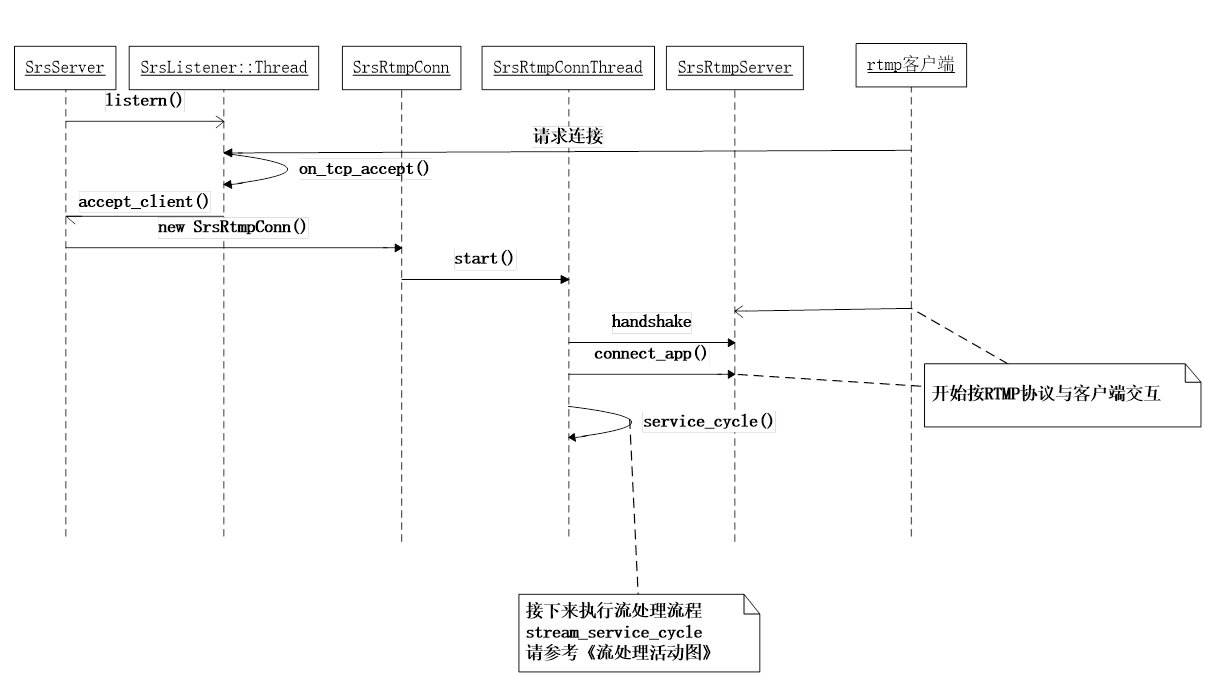 SrsServer
SrsListener::Thread
SrsRtmpConn
SrsRtmpConnThread
SrsRtmpServer
rtmp客户端
listern()
请求连接
on_tcp_accept()
accept_client()
new SrsRtmpConn()
start()
handshake
connect_app()
开始按RTMP协议与客户端交互
service_cycle()
接下来执行流处理流程
stream_service_cycle
请参考《流处理活动图》